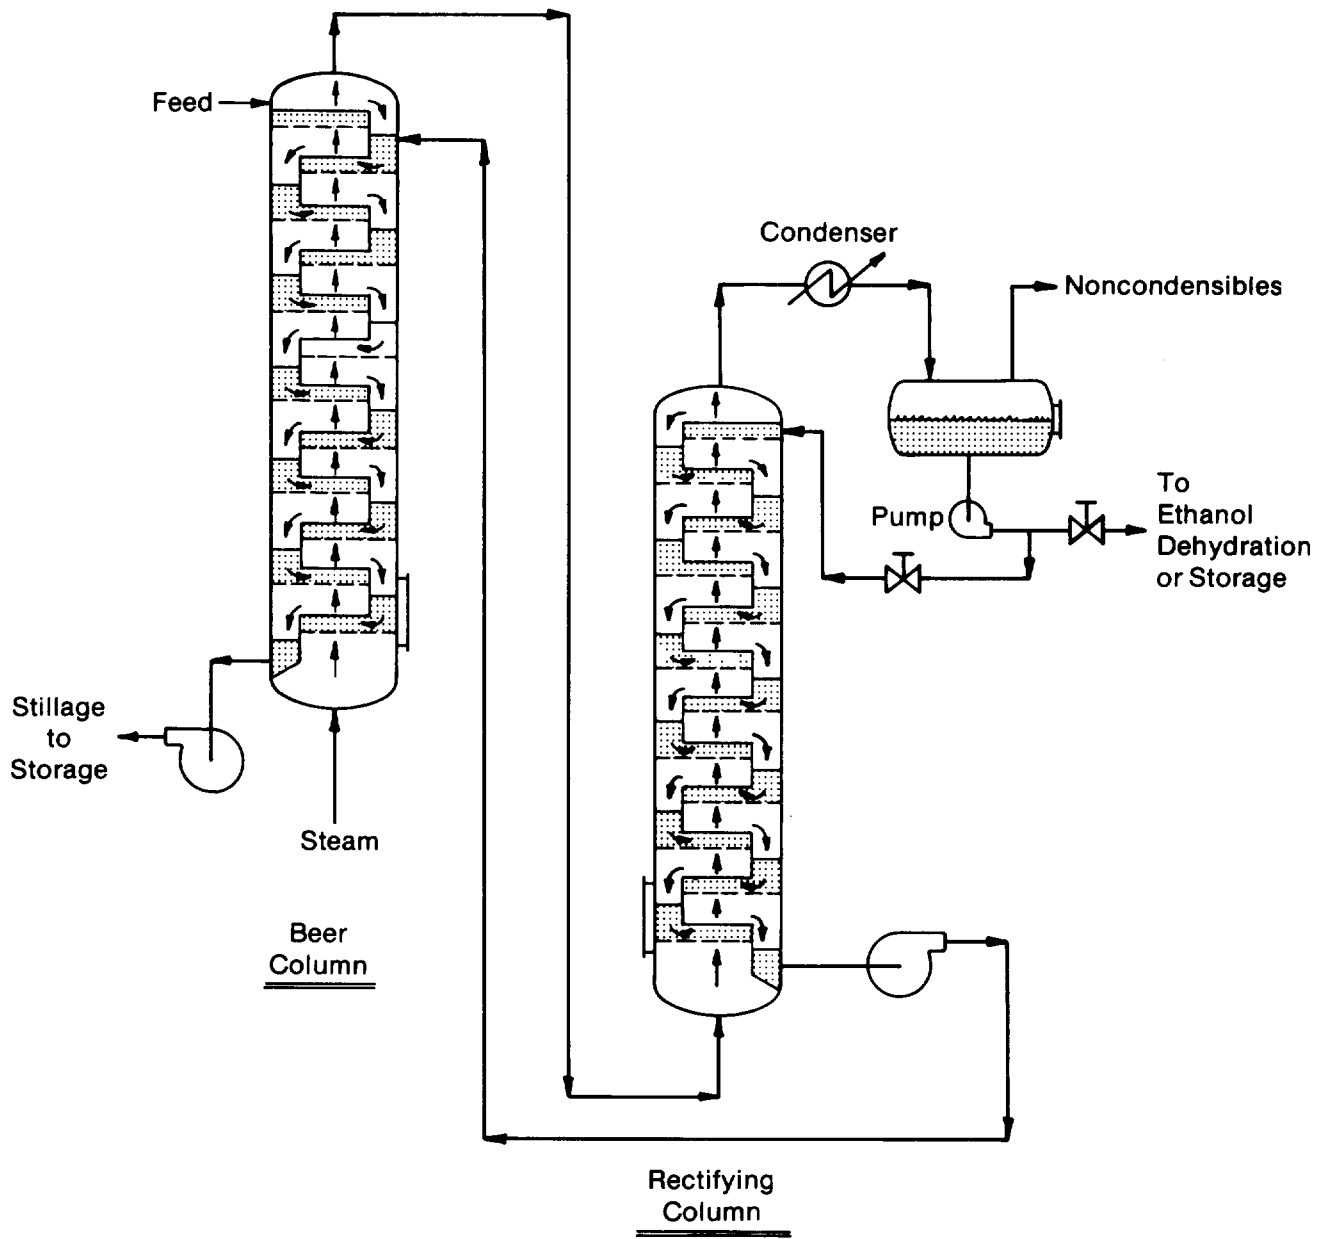 Feed
Condenser
Noncondensibles
Pump
To
Ethanol
Dehydration
or Storage
Stillage
to
Storage
Steam
Beer
Column
Rectifying
Column